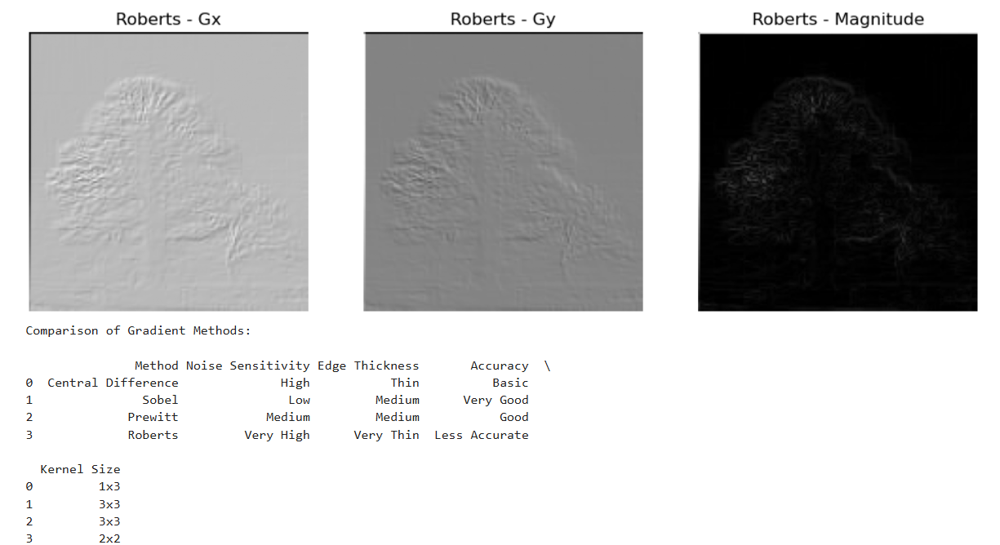 Roberts - Gx Roberts - Gy Roberts - Magnitude
Comparison of Gradient Methods:
Method Noise Sensitivity Edge Thickness Accuracy \
0 Central Difference High Thin Basic
1 Sobel Low Medium Very Good
2 Prewitt Medium Medium Good
3 Roberts Very High Very Thin Less Accurate
Kernel Size
0 1x3
1 3x3
2 3x3
3 2x2